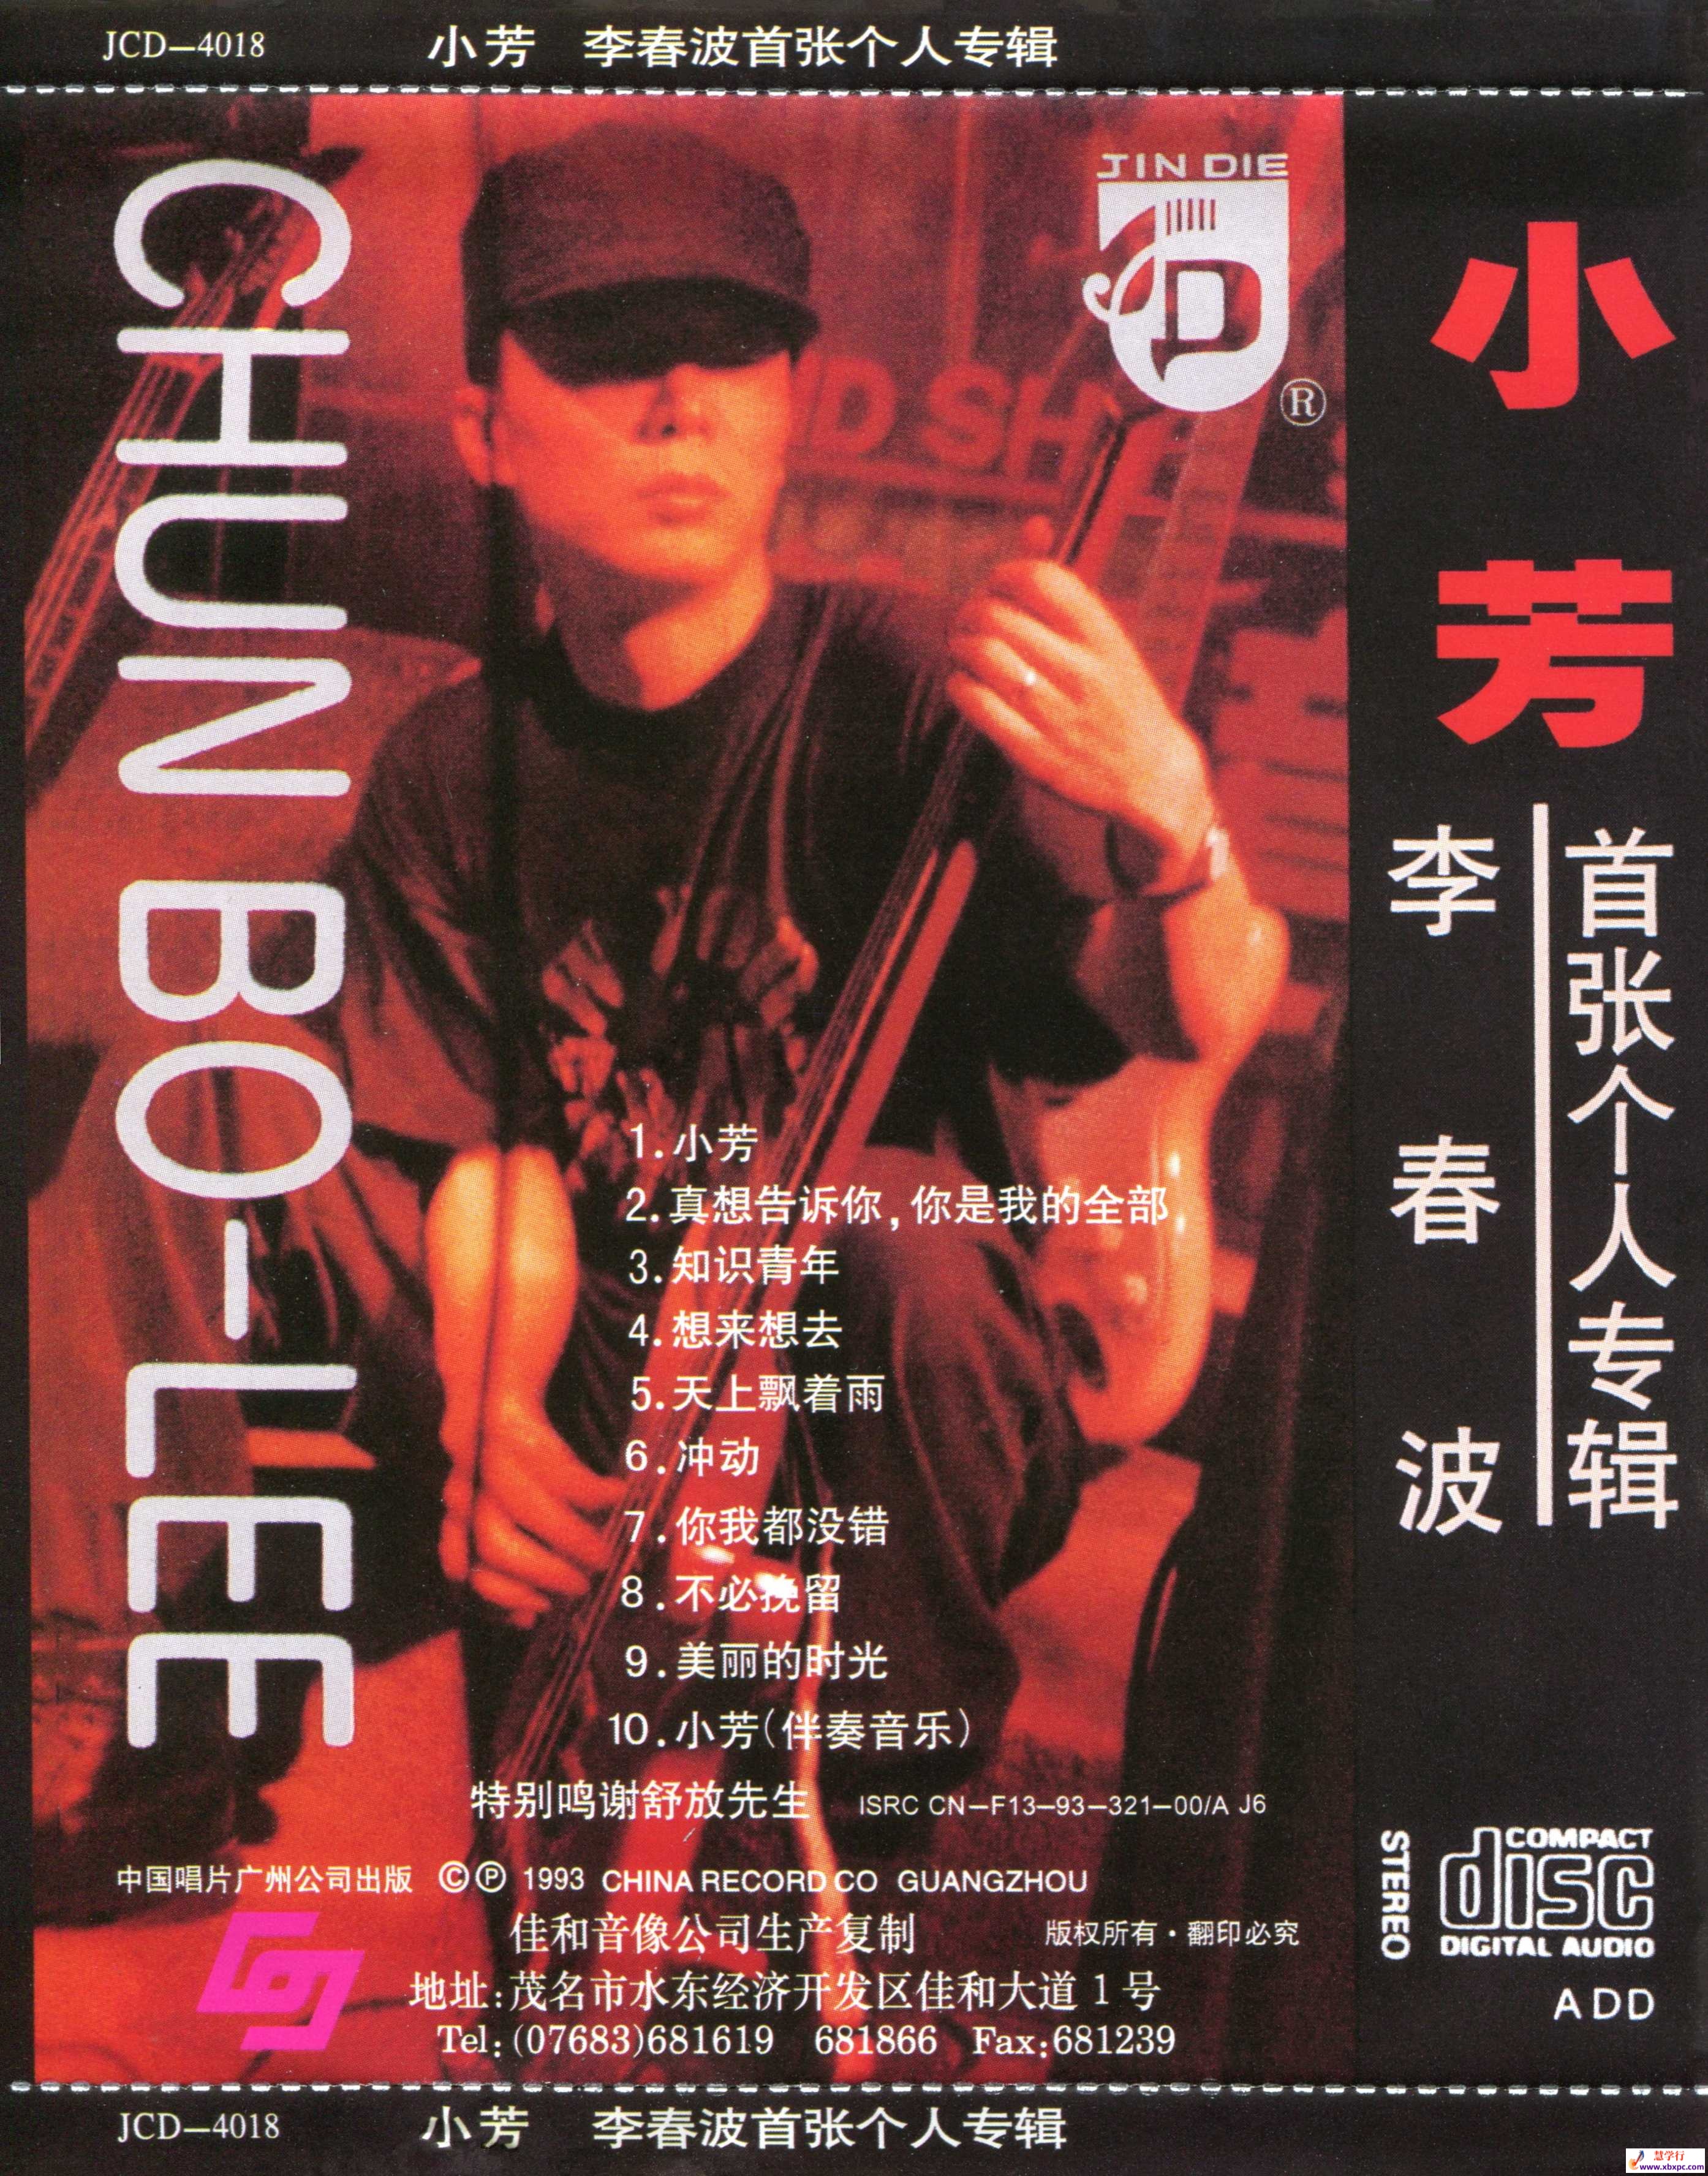 JCD—4018 小芳 李春波首张个人专辑
CHUN BO—LEE
JIN DIE
®
D SH
小芳
李春波
首张个人专辑
1.小芳
2.真想告诉你,你是我的全部
3.知识青年
4.想来想去
5.天上飘着雨
6.冲动
7.你我都没错
8.不必挽留
9.美丽的时光
10.小芳(伴奏音乐)
特别鸣谢舒放先生 ISRC CN—F13—93—321—00/A J6
中国唱片广州公司出版 ©℗ 1993 CHINA RECORD CO GUANGZHOU
佳和音像公司生产复制 版权所有·翻印必究
地址:茂名市水东经济开发区佳和大道1号
Tel:(07683)681619 681866 Fax:681239
STEREO
COMPACT
disc
DIGITAL AUDIO
ADD
JCD—4018 小芳 李春波首张个人专辑
慧学行
www.xbxpc.com